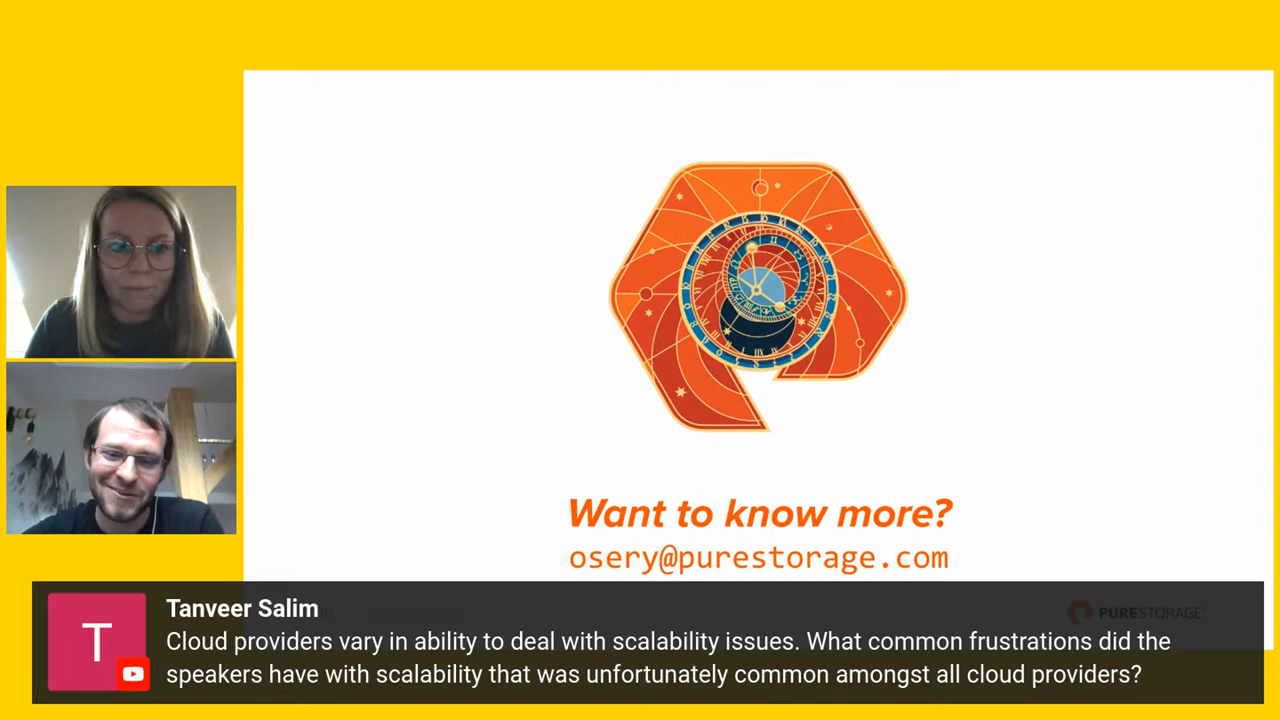 Want to know more?
osery@purestorage.com
PURESTORAGE
T
Tanveer Salim
Cloud providers vary in ability to deal with scalability issues. What common frustrations did the
speakers have with scalability that was unfortunately common amongst all cloud providers?